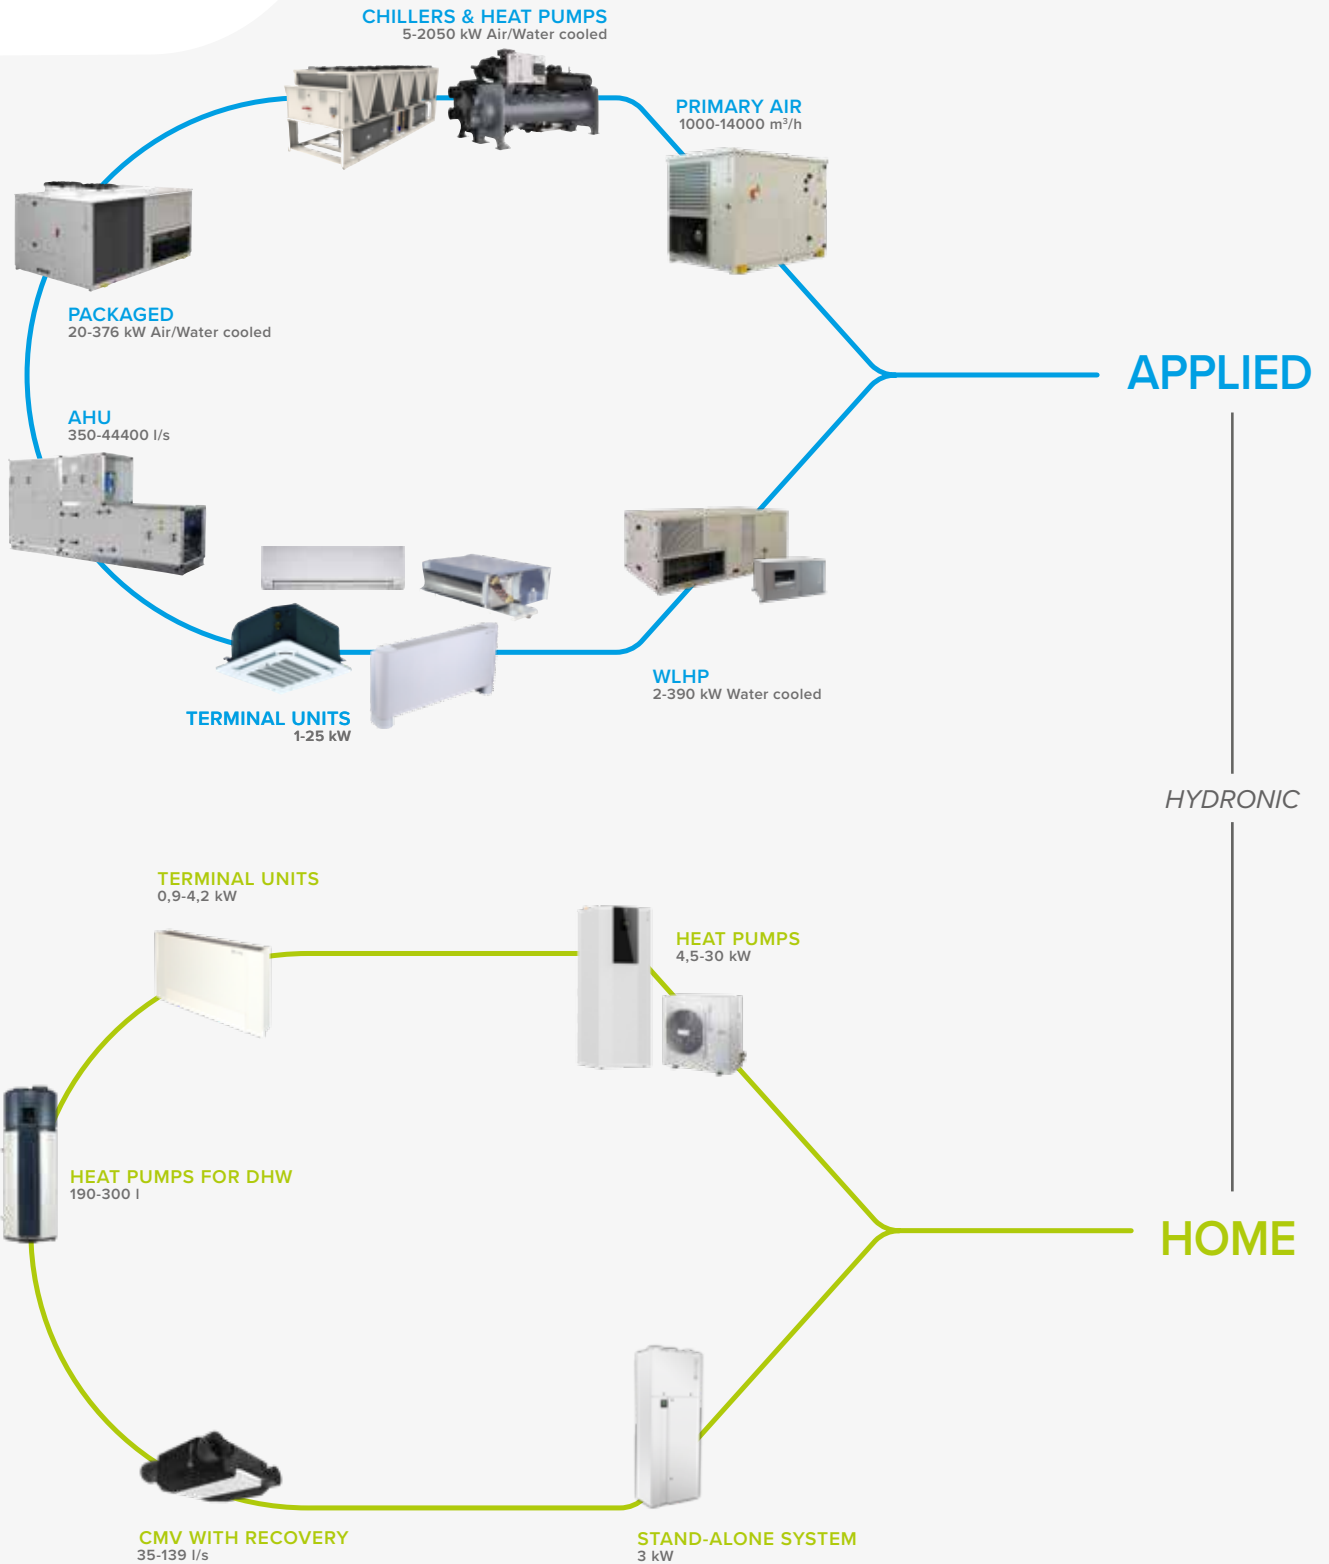 CHILLERS & HEAT PUMPS
5-2050 kW Air/Water cooled
PRIMARY AIR
1000-14000 m³/h
PACKAGED
20-376 kW Air/Water cooled
APPLIED
AHU
350-44400 l/s
WLHP
2-390 kW Water cooled
TERMINAL UNITS
1-25 kW
HYDRONIC
TERMINAL UNITS
0,9-4,2 kW
HEAT PUMPS
4,5-30 kW
HEAT PUMPS FOR DHW
190-300 l
HOME
CMV WITH RECOVERY
35-139 l/s
STAND-ALONE SYSTEM
3 kW